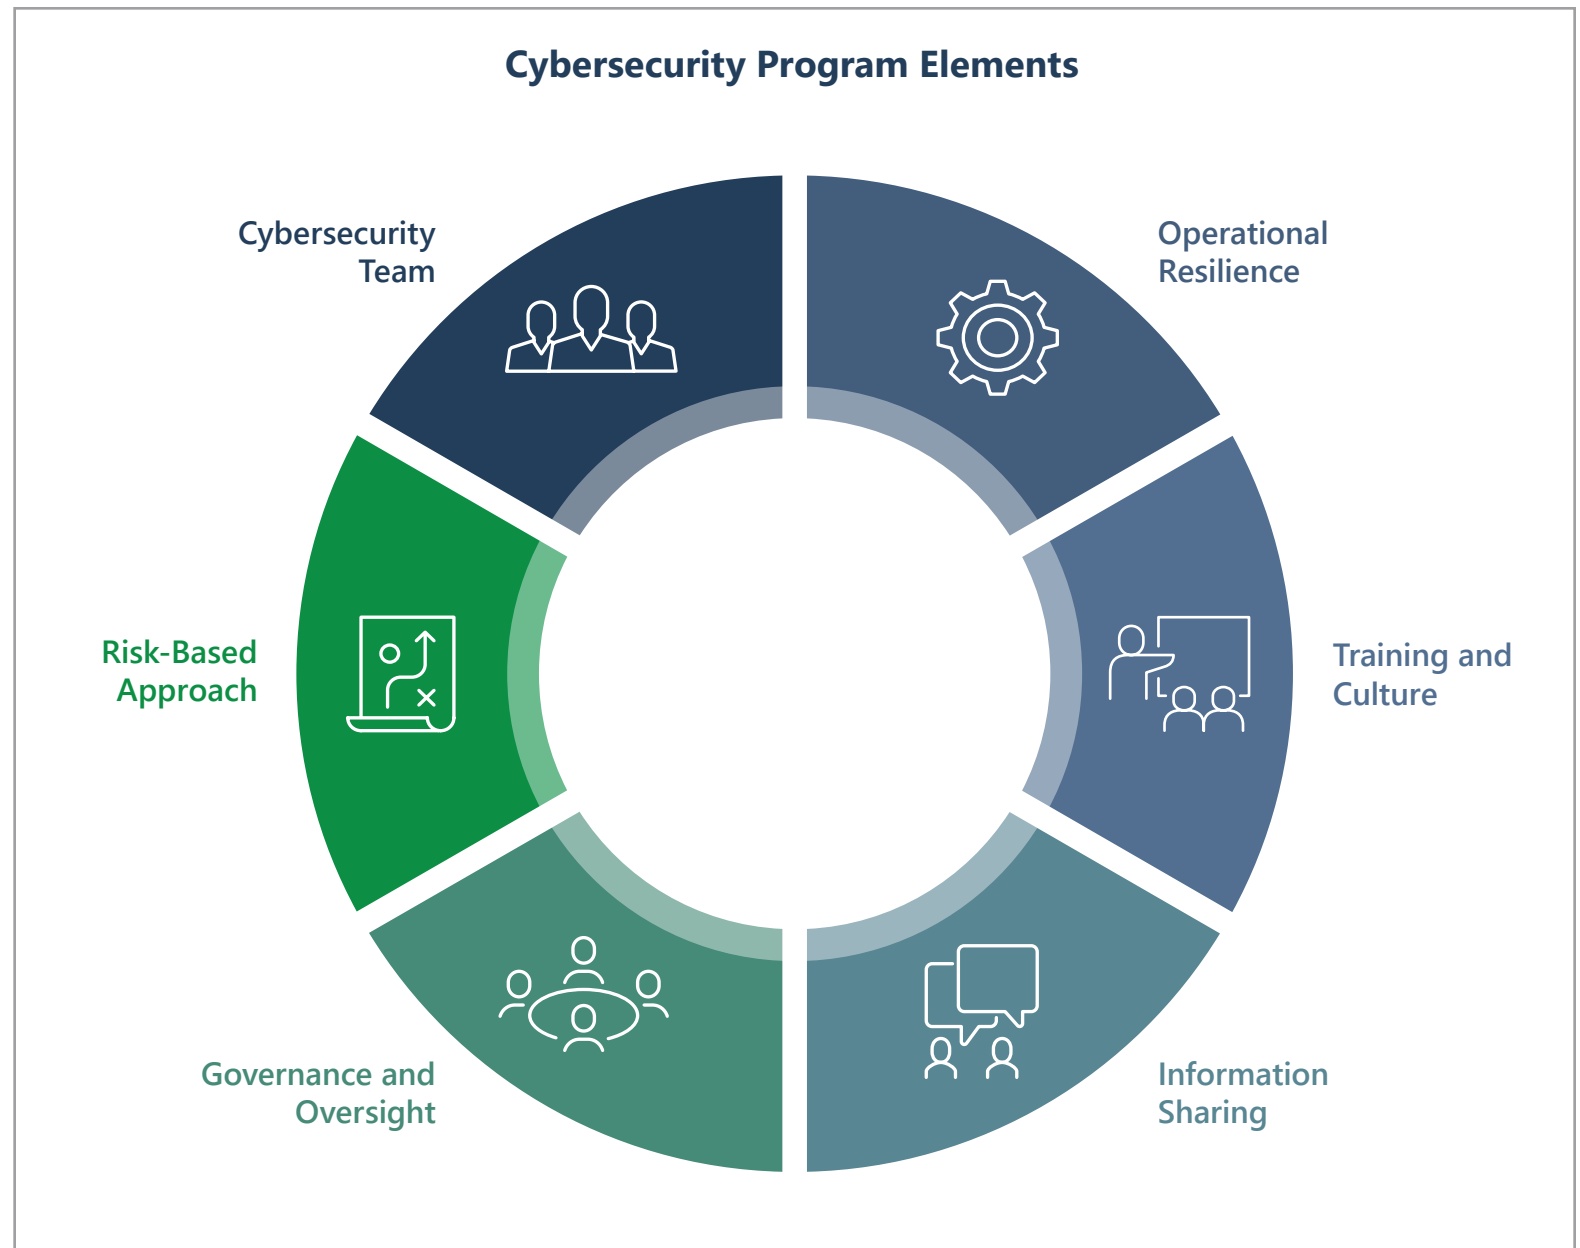 Cybersecurity Program Elements
Cybersecurity
Team
Operational
Resilience
Risk-Based
Approach
Training and
Culture
Governance and
Oversight
Information
Sharing